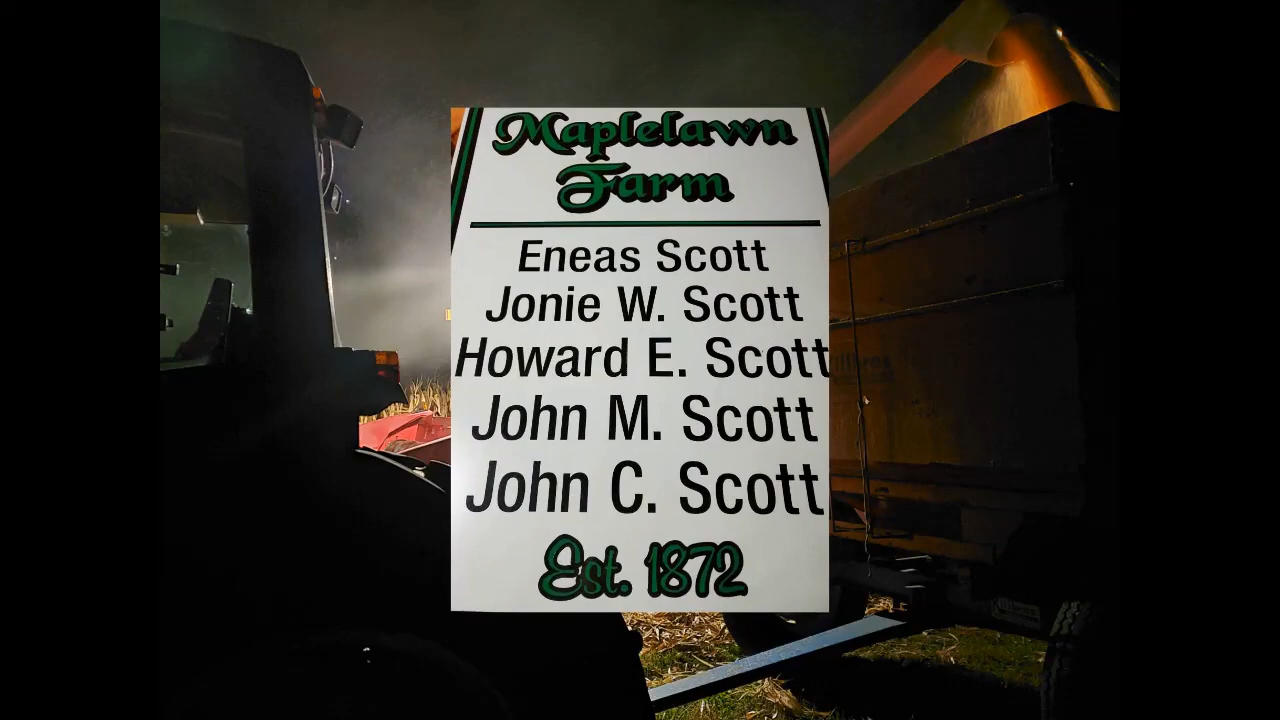 Maplelawn
Farm
Eneas Scott
Jonie W. Scott
Howard E. Scott
John M. Scott
John C. Scott
Est. 1872